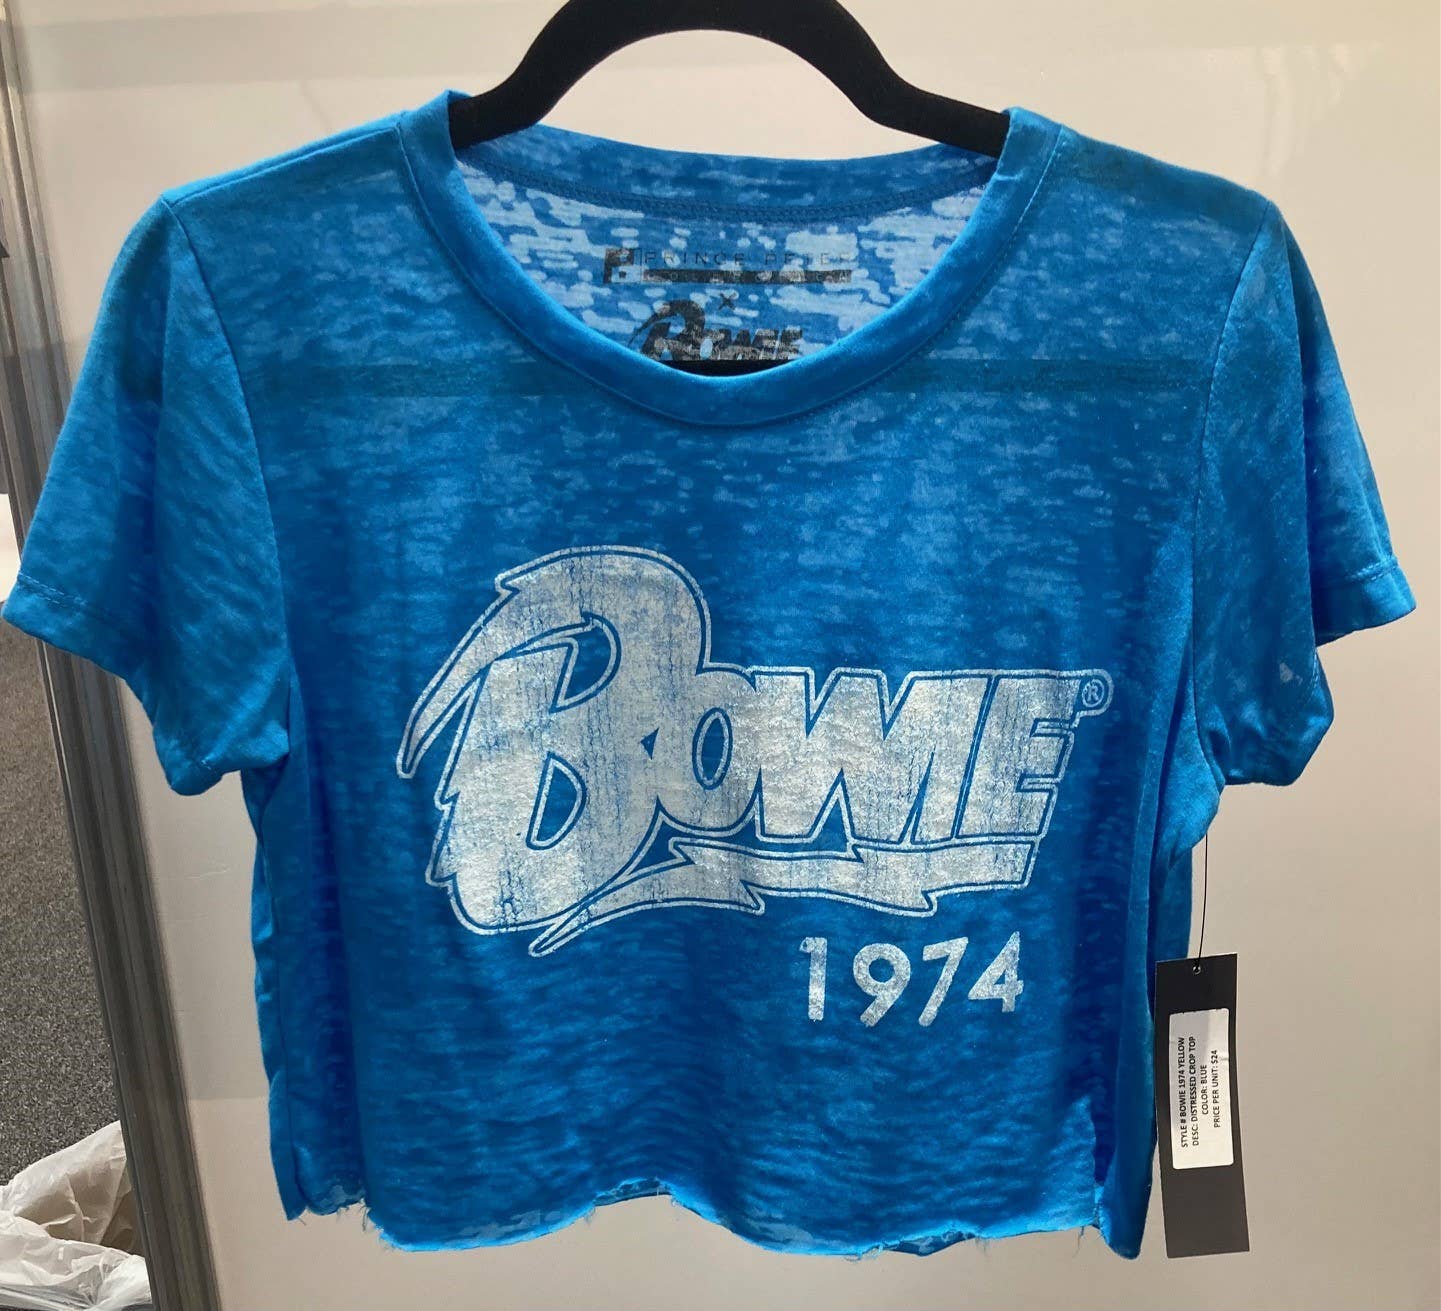 PRINCE PETER
X
BOWIE
BOWIE®
1974
STYLE # BOWIE 1974 YELLOW
DESC: DISTRESSED CROP TOP
COLOR: BLUE
PRICE PER UNIT: $24